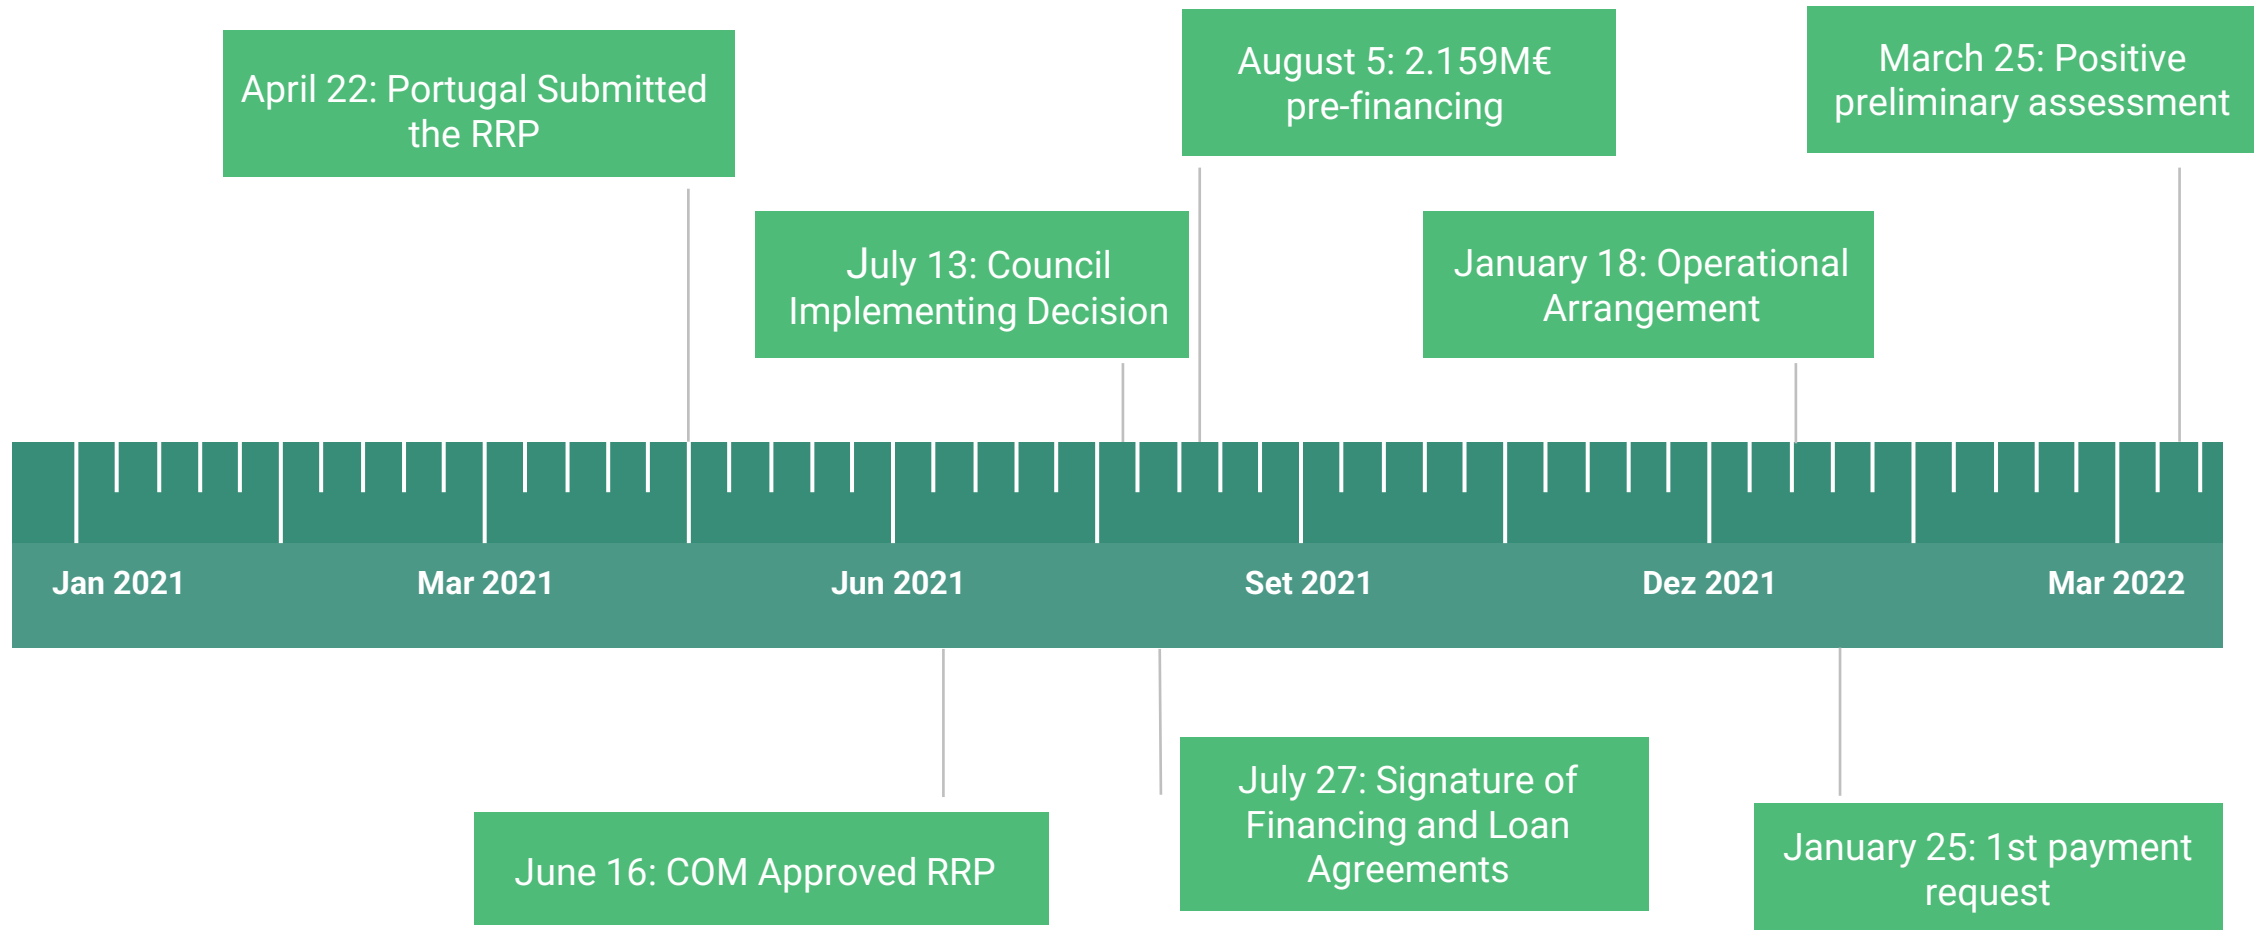 April 22: Portugal Submitted
the RRP
August 5: 2.159M€
pre-financing
March 25: Positive
preliminary assessment
July 13: Council
Implementing Decision
January 18: Operational
Arrangement
Jan 2021
Mar 2021
Jun 2021
Set 2021
Dez 2021
Mar 2022
June 16: COM Approved RRP
July 27: Signature of
Financing and Loan
Agreements
January 25: 1st payment
request